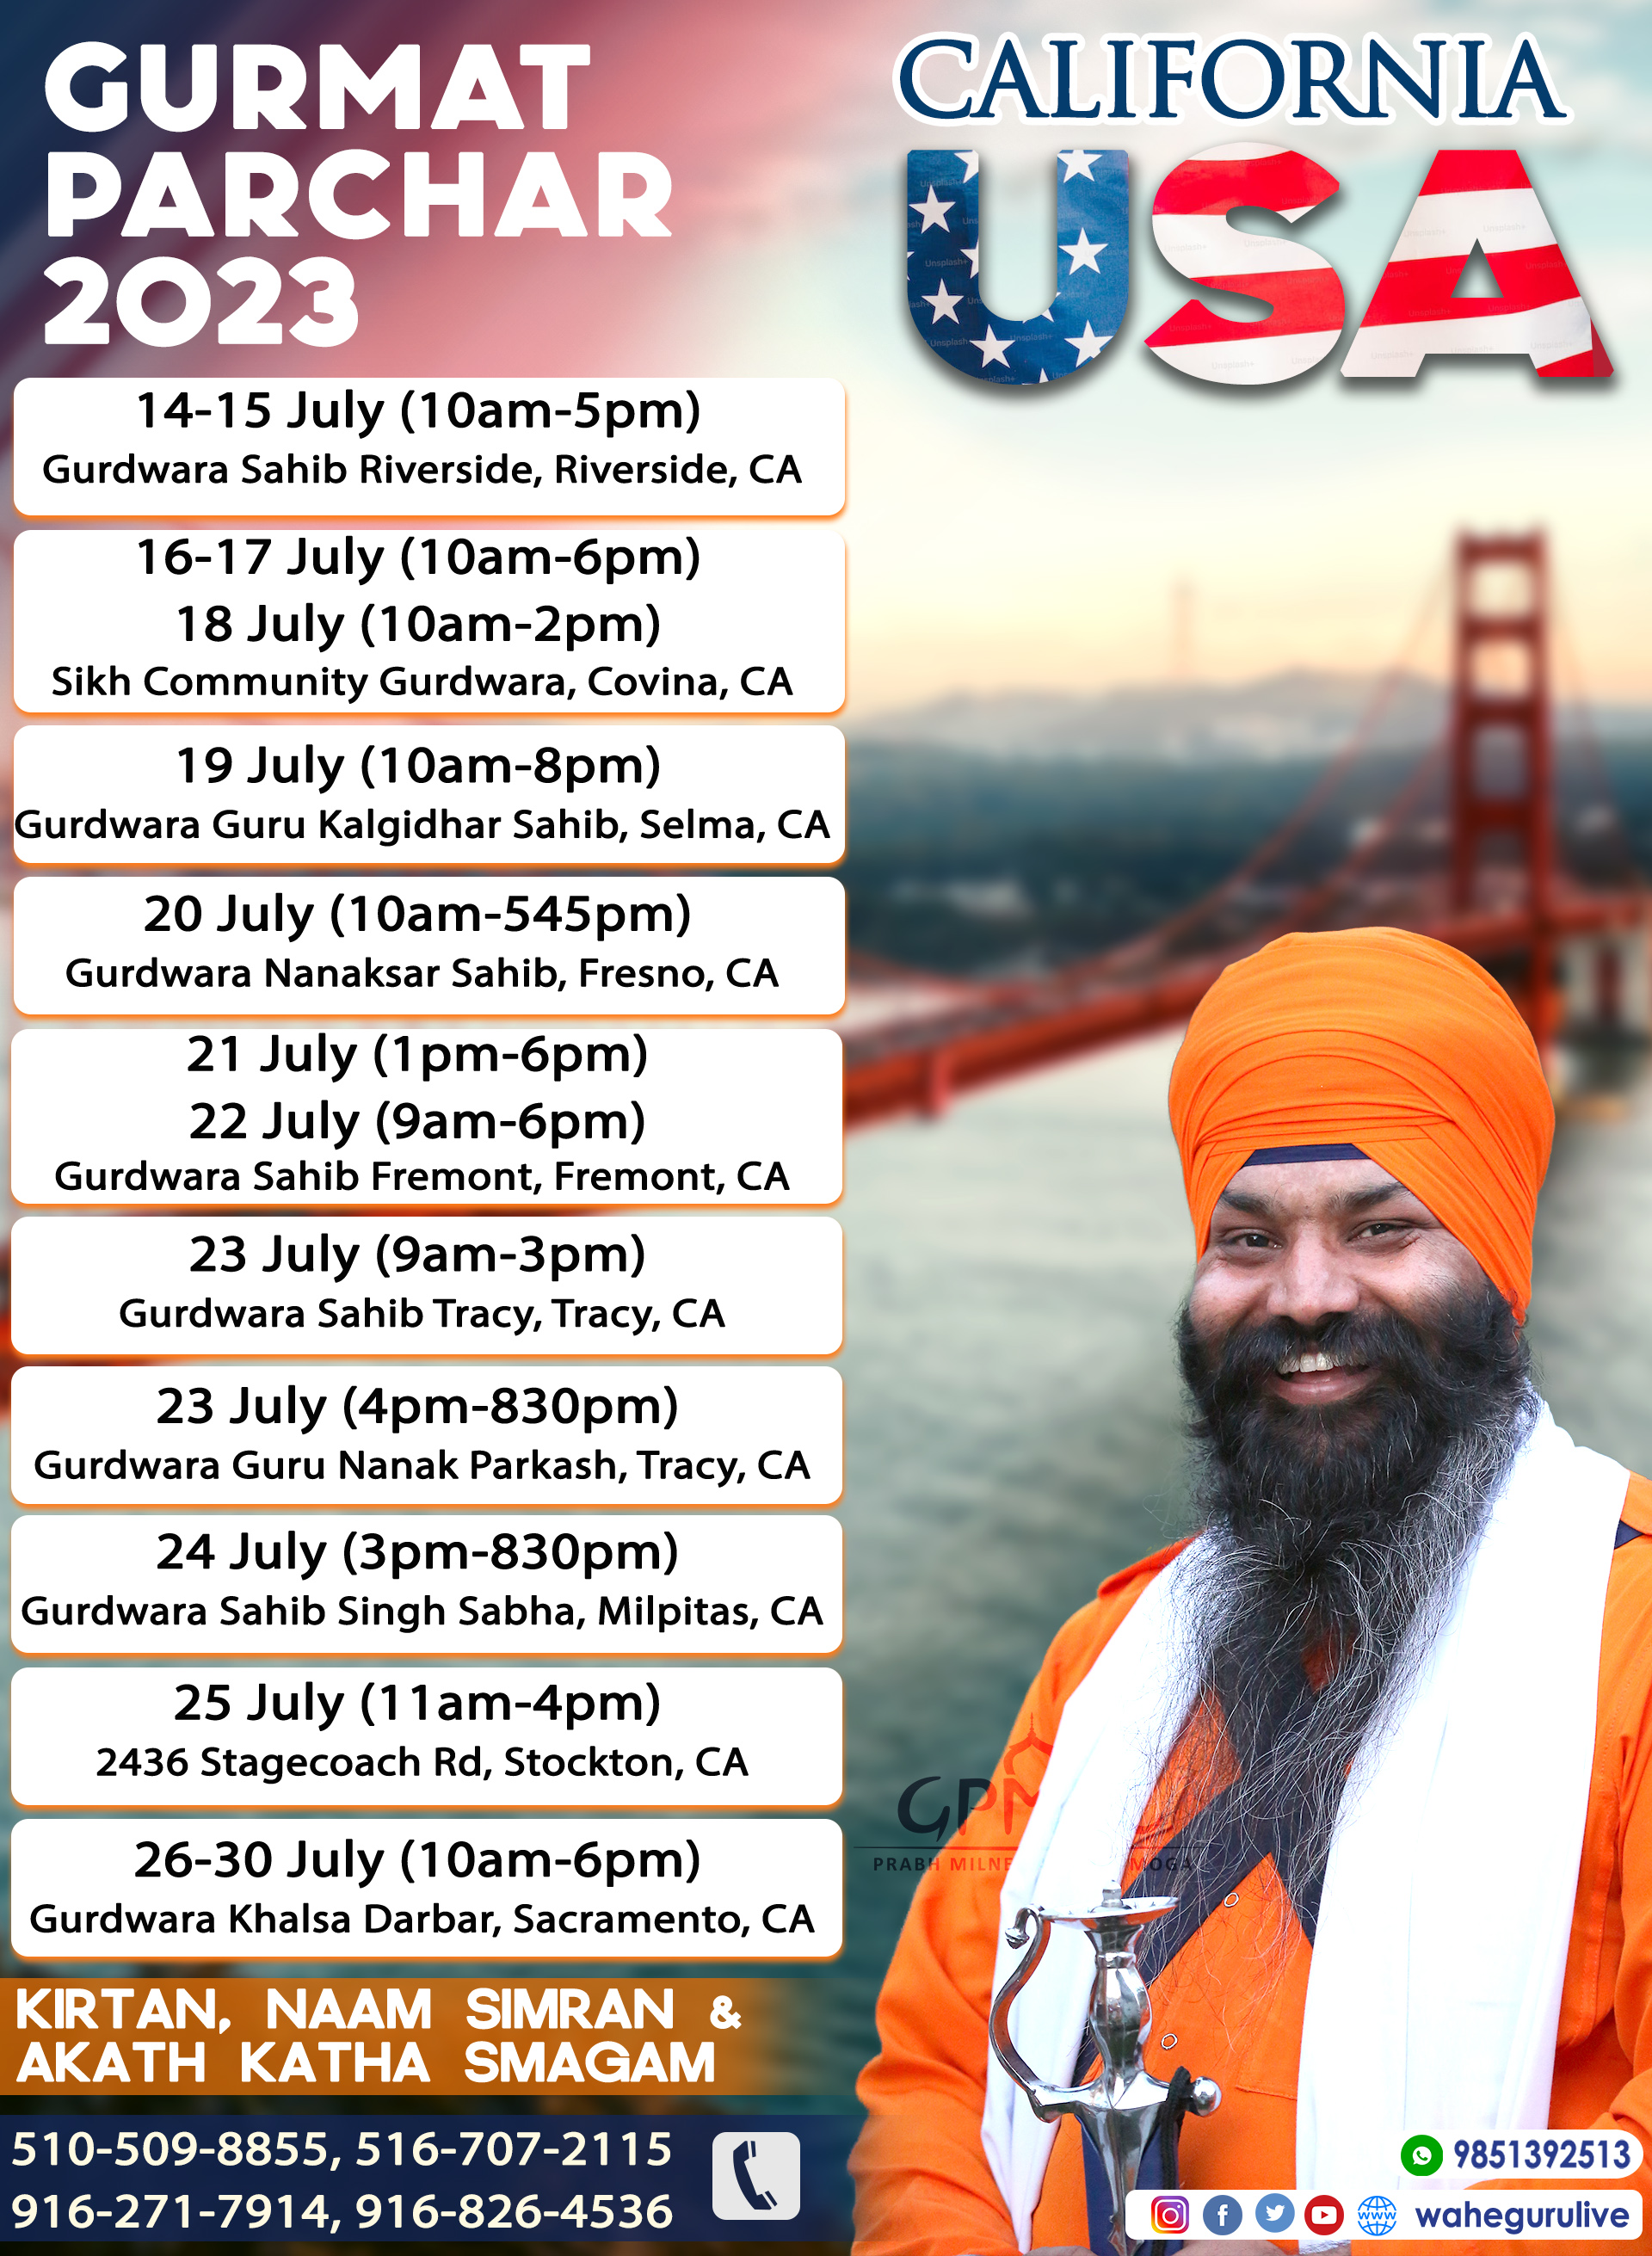 GURMAT
PARCHAR
2023
CALIFORNIA
USA
14-15 July (10am-5pm)
Gurdwara Sahib Riverside, Riverside, CA
16-17 July (10am-6pm)
18 July (10am-2pm)
Sikh Community Gurdwara, Covina, CA
19 July (10am-8pm)
Gurdwara Guru Kalgidhar Sahib, Selma, CA
20 July (10am-545pm)
Gurdwara Nanaksar Sahib, Fresno, CA
21 July (1pm-6pm)
22 July (9am-6pm)
Gurdwara Sahib Fremont, Fremont, CA
23 July (9am-3pm)
Gurdwara Sahib Tracy, Tracy, CA
23 July (4pm-830pm)
Gurdwara Guru Nanak Parkash, Tracy, CA
24 July (3pm-830pm)
Gurdwara Sahib Singh Sabha, Milpitas, CA
25 July (11am-4pm)
2436 Stagecoach Rd, Stockton, CA
26-30 July (10am-6pm)
Gurdwara Khalsa Darbar, Sacramento, CA
KIRTAN, NAAM SIMRAN &
AKATH KATHA SMAGAM
510-509-8855, 516-707-2115
916-271-7914, 916-826-4536
GPM
PRABH MILNE MOGA
9851392513
www wahegurulive